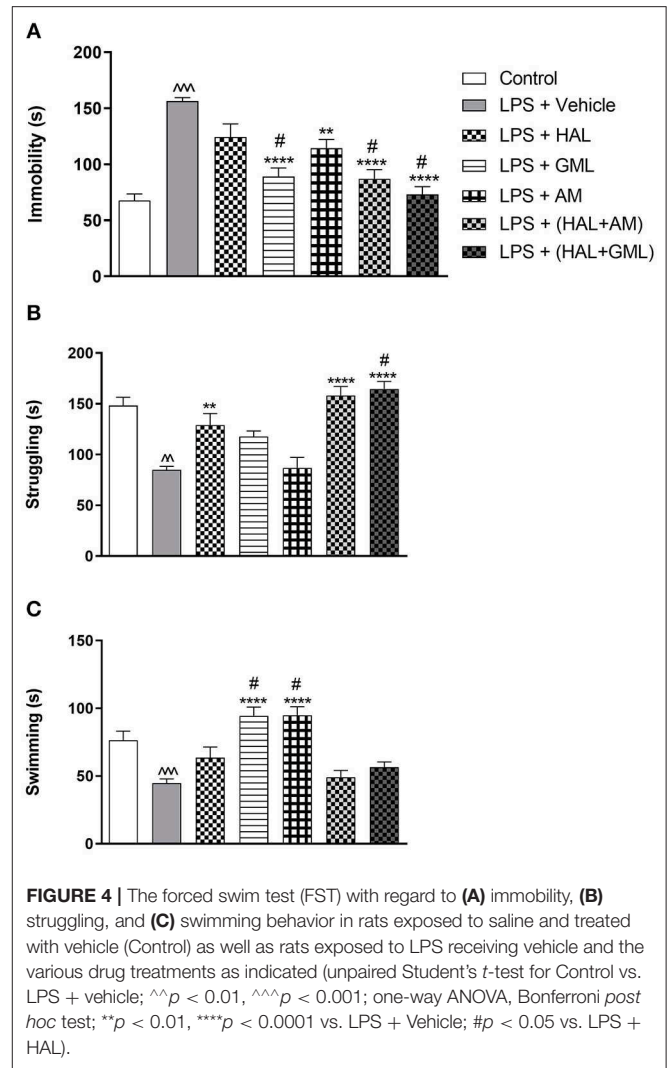 A
200
150
100
50
0
Immobility (s)
^^^
#
****
**
#
****
#
****
Control
LPS + Vehicle
LPS + HAL
LPS + GML
LPS + AM
LPS + (HAL+AM)
LPS + (HAL+GML)
B
200
150
100
50
0
Struggling (s)
^^
**
****
#
****
C
150
100
50
0
Swimming (s)
^^^
#
****
#
****
FIGURE 4 | The forced swim test (FST) with regard to (A) immobility, (B)
struggling, and (C) swimming behavior in rats exposed to saline and treated
with vehicle (Control) as well as rats exposed to LPS receiving vehicle and the
various drug treatments as indicated (unpaired Student's t-test for Control vs.
LPS + vehicle; ^^p < 0.01, ^^^p < 0.001; one-way ANOVA, Bonferroni post
hoc test; **p < 0.01, ****p < 0.0001 vs. LPS + Vehicle; #p < 0.05 vs. LPS +
HAL).